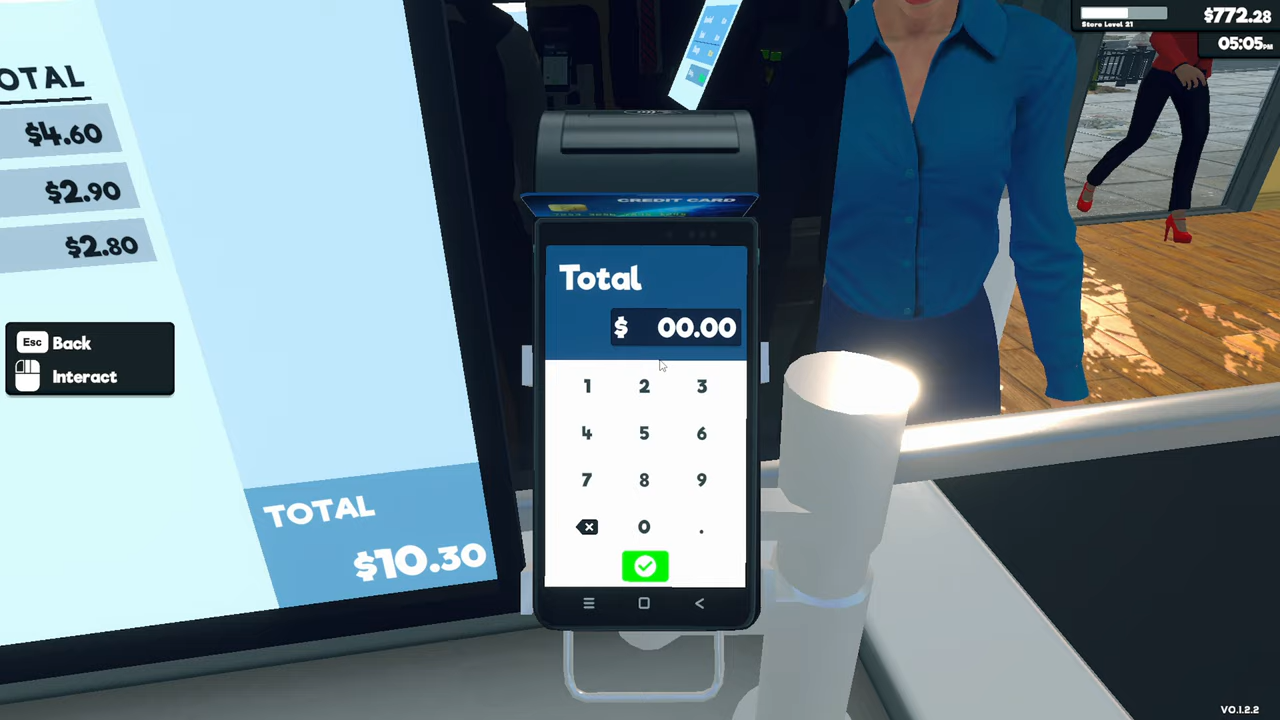 OTAL
$4.60
$2.90
$2.80
Esc Back
Interact
TOTAL
$10.30
CREDIT CARD
Total
$ 00.00
1 2 3
4 5 6
7 8 9
0 .
Store Level 21
$772.28
05:05PM
V0.1.2.2